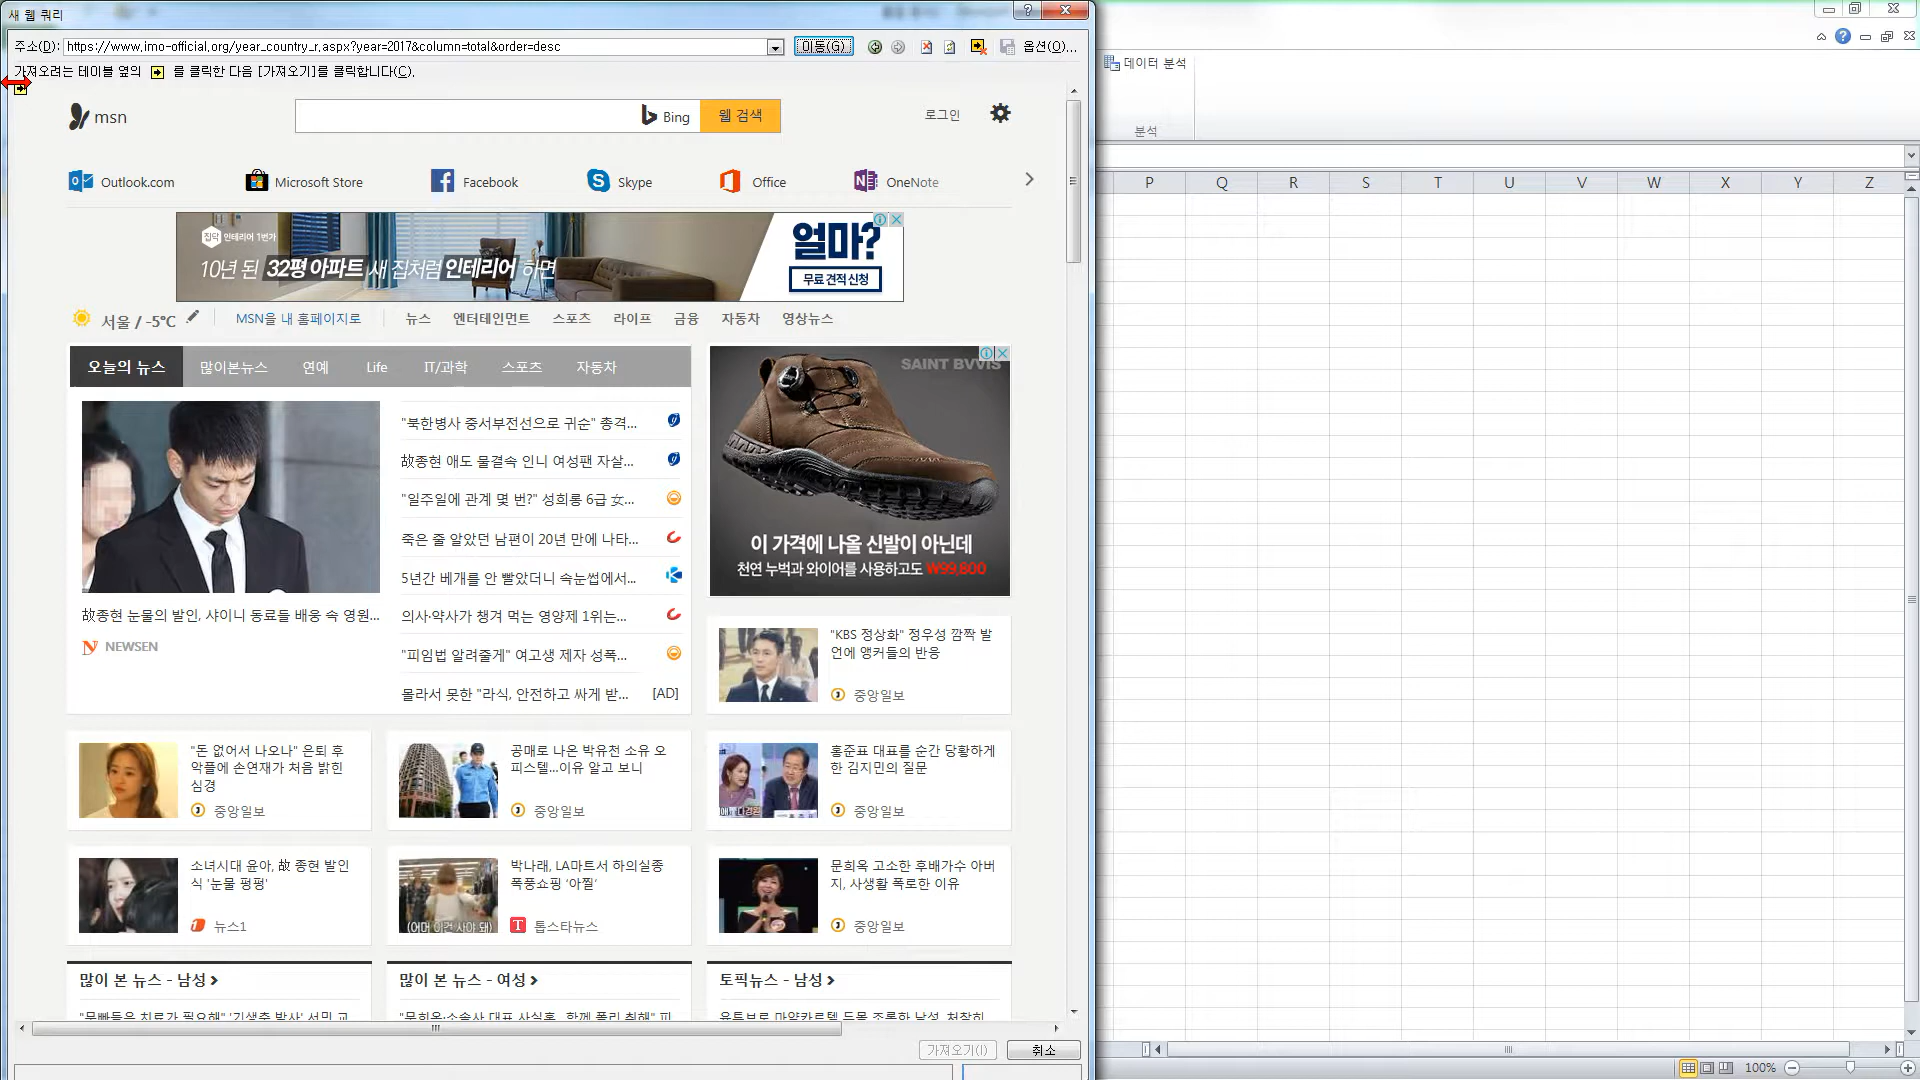 새 웹 쿼리
주소(D): https://www.imo-official.org/year_country_r.aspx?year=2017&column=total&order=desc 이동(G) 옵션(O)...
가져오려는 테이블 옆의 를 클릭한 다음 [가져오기]를 클릭합니다(C).
데이터 분석
분석
msn
Bing
웹 검색
로그인
Outlook.com
Microsoft Store
Facebook
Skype
Office
OneNote
P Q R S T U V W X Y Z
집닥 인테리어 1번가
10년 된 32평 아파트 새 집처럼 인테리어 하면
얼마?
무료 견적 신청
서울 / -5°C
MSN을 내 홈페이지로
뉴스 엔터테인먼트 스포츠 라이프 금융 자동차 영상뉴스
오늘의 뉴스 많이본뉴스 연예 Life IT/과학 스포츠 자동차
故종현 눈물의 발인, 샤이니 동료들 배웅 속 영원...
NEWSEN
"북한병사 중서부전선으로 귀순" 총격...
故종현 애도 물결속 인니 여성팬 자살...
"일주일에 관계 몇 번?" 성희롱 6급 女...
죽은 줄 알았던 남편이 20년 만에 나타...
5년간 베개를 안 빨았더니 속눈썹에서...
의사·약사가 챙겨 먹는 영양제 1위는...
"피임법 알려줄게" 여고생 제자 성폭...
몰라서 못한 "라식, 안전하고 싸게 받... [AD]
SAINT BVVIS
이 가격에 나올 신발이 아닌데
천연 누벅과 와이어를 사용하고도 ₩99,800
"KBS 정상화" 정우성 깜짝 발
언에 앵커들의 반응
중앙일보
"돈 없어서 나오나" 은퇴 후
악플에 손연재가 처음 밝힌
심경
중앙일보
공매로 나온 박유천 소유 오
피스텔...이유 알고 보니
중앙일보
홍준표 대표를 순간 당황하게
한 김지민의 질문
중앙일보
소녀시대 윤아, 故 종현 발인
식 '눈물 펑펑'
뉴스1
(어머 이건 사야 돼)
박나래, LA마트서 하의실종
폭풍쇼핑 '아찔'
톱스타뉴스
문희옥 고소한 후배가수 아버
지, 사생활 폭로한 이유
중앙일보
많이 본 뉴스 - 남성
많이 본 뉴스 - 여성
토픽뉴스 - 남성
가져오기(I)
취소
100%